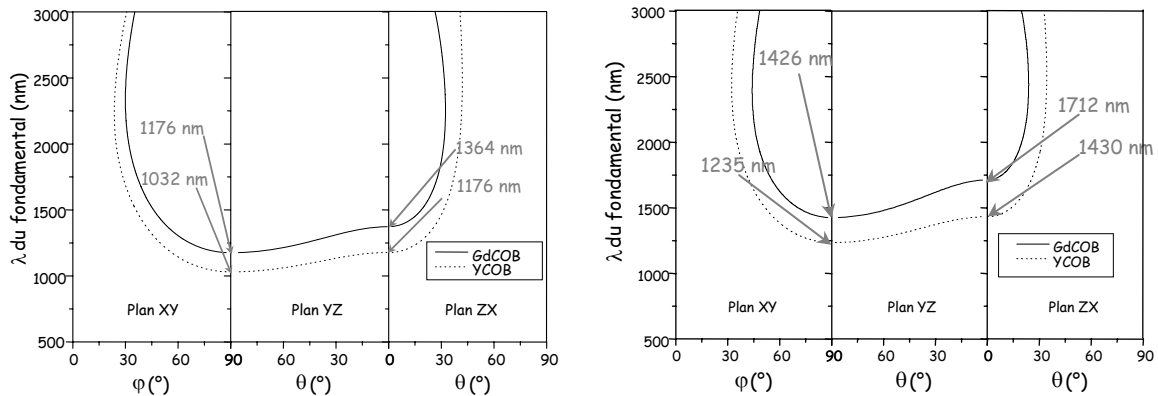 λ du fondamental (nm)
3000
2500
2000
1500
1000
500
1176 nm
1032 nm
1364 nm
1176 nm
GdCOB
YCOB
Plan XY
Plan YZ
Plan ZX
0 30 60 90 60 30 0 30 60 90
φ(°) θ(°) θ(°)
λ du fondamental (nm)
3000
2500
2000
1500
1000
500
1426 nm
1235 nm
1712 nm
1430 nm
GdCOB
YCOB
Plan XY
Plan YZ
Plan ZX
0 30 60 90 60 30 0 30 60 90
φ(°) θ(°) θ(°)